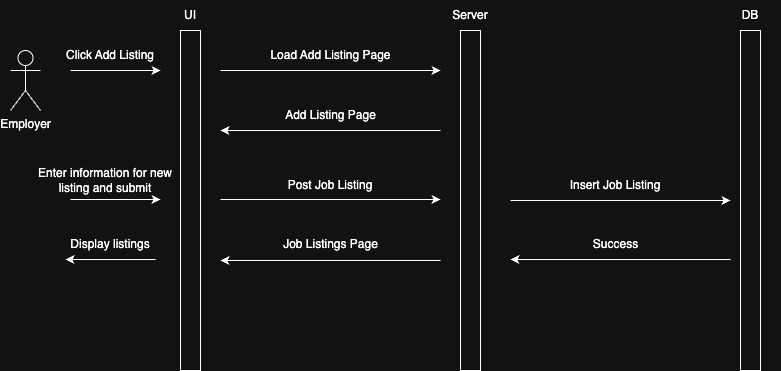 UI
Server
DB
Click Add Listing
Load Add Listing Page
Employer
Add Listing Page
Enter information for new
listing and submit
Post Job Listing
Insert Job Listing
Display listings
Job Listings Page
Success